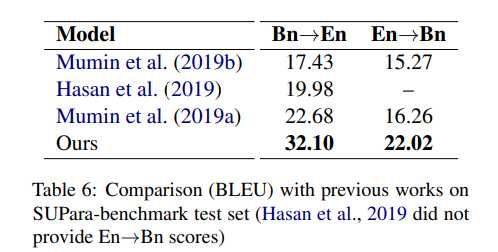 Model Bn→En En→Bn
Mumin et al. (2019b) 17.43 15.27
Hasan et al. (2019) 19.98 –
Mumin et al. (2019a) 22.68 16.26
Ours 32.10 22.02
Table 6: Comparison (BLEU) with previous works on
SUPara-benchmark test set (Hasan et al., 2019 did not
provide En→Bn scores)